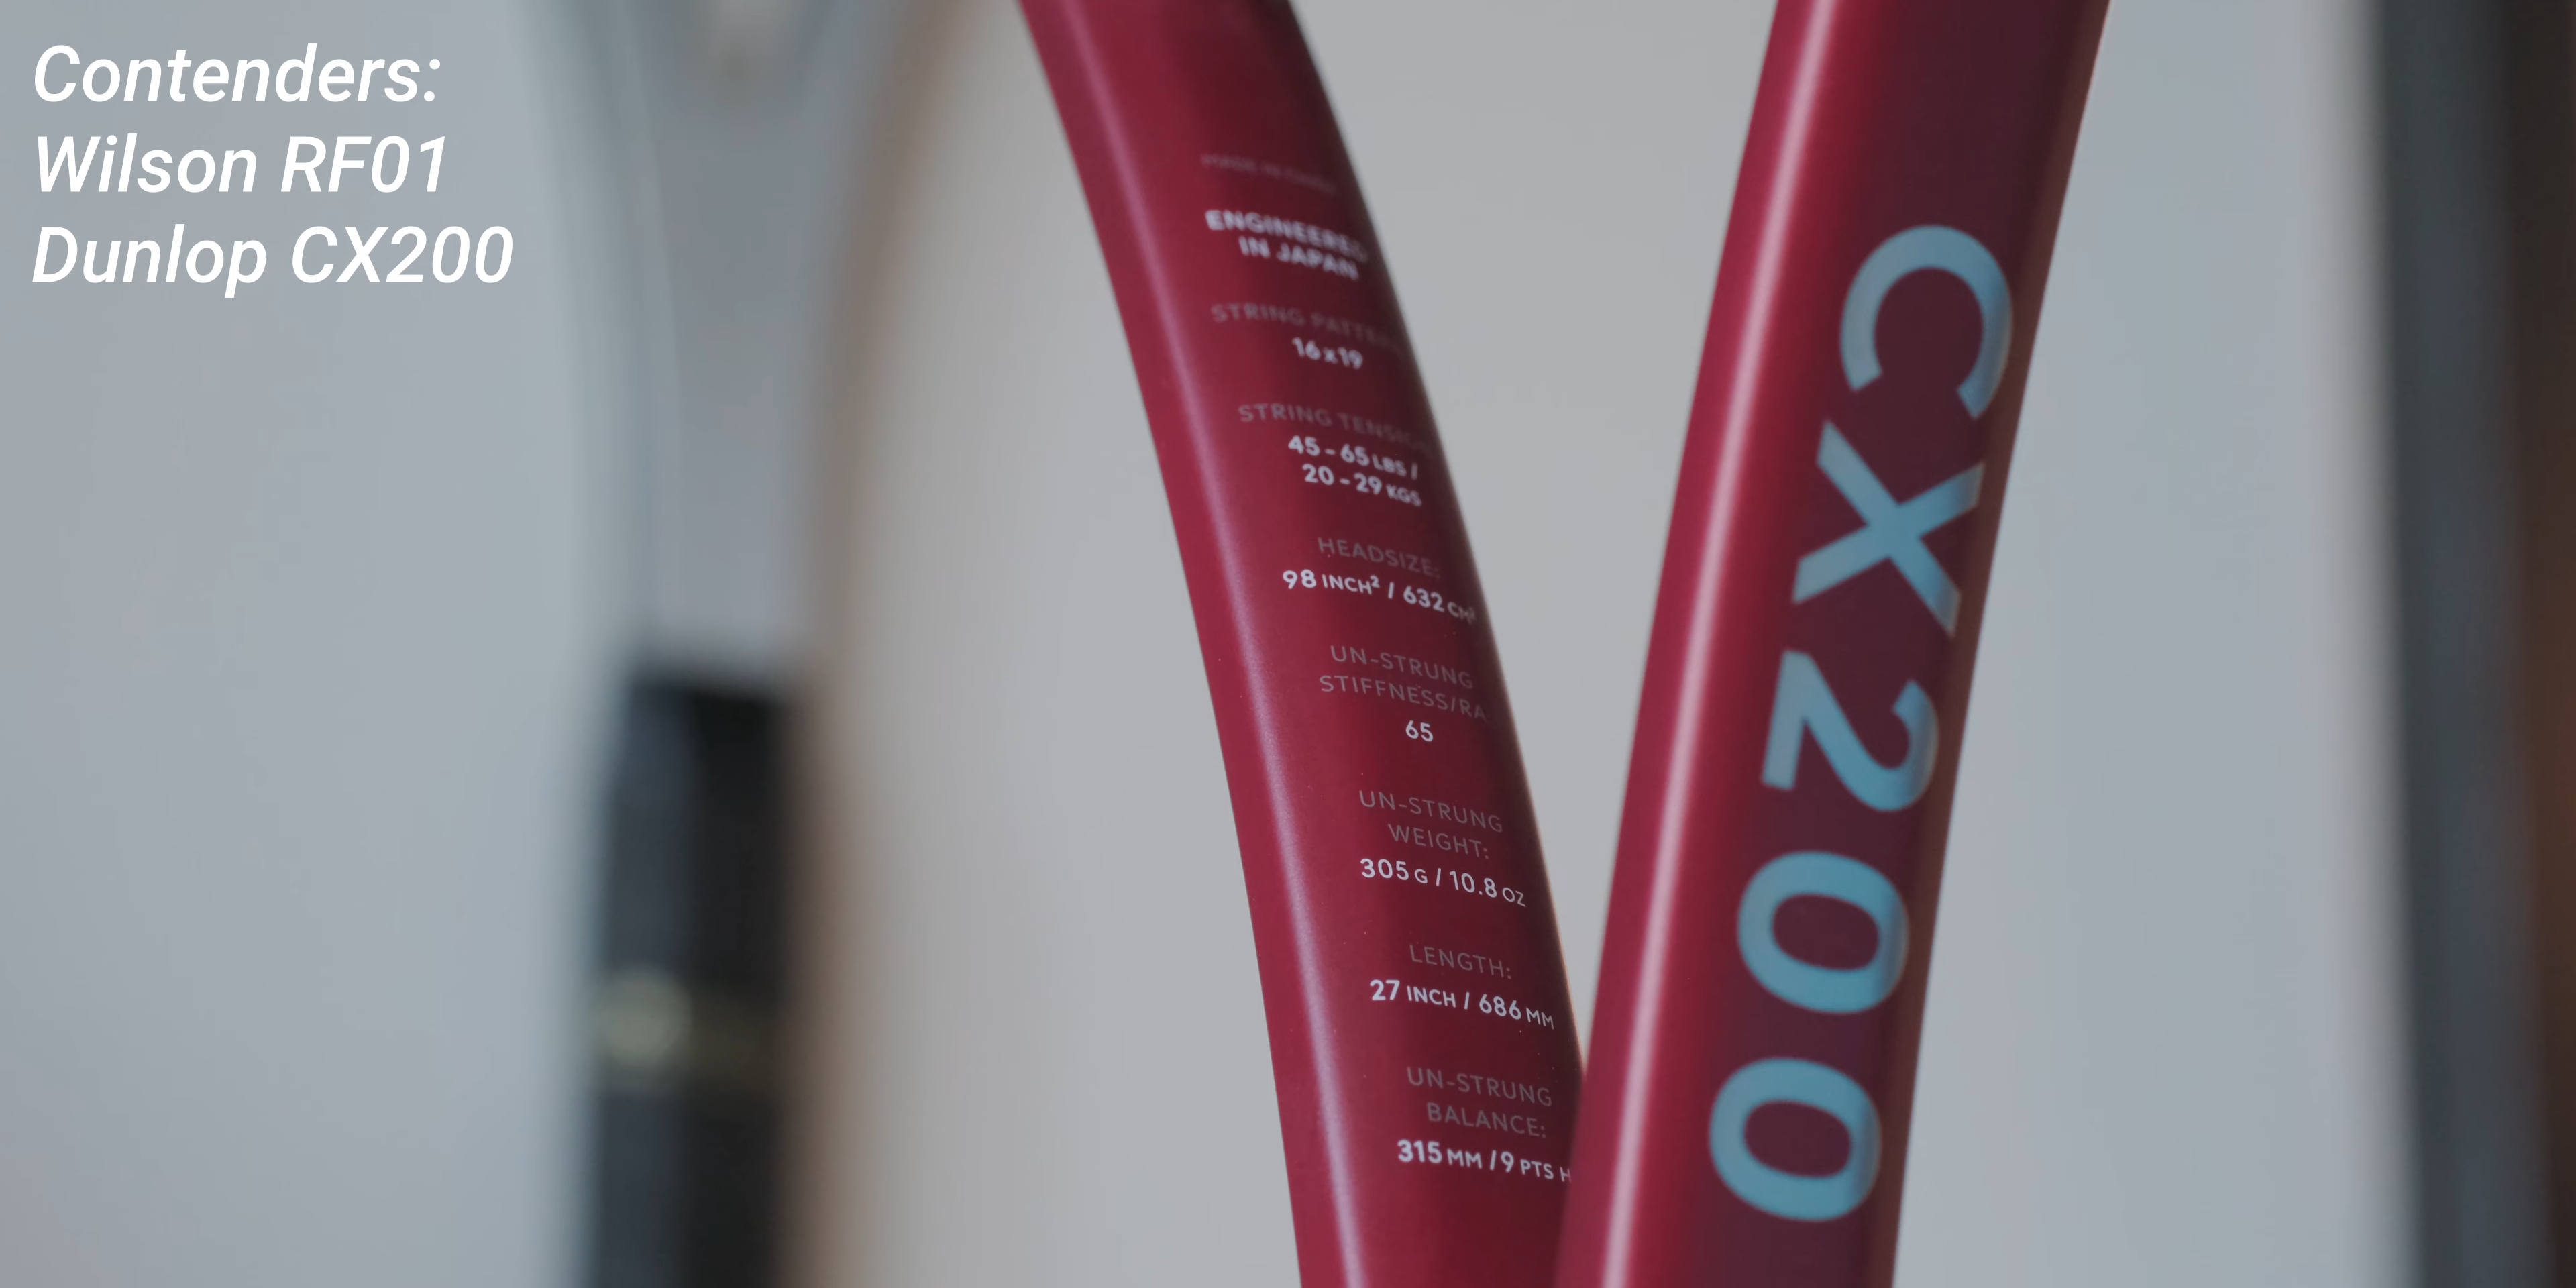 Contenders:
Wilson RF01
Dunlop CX200
ENGINEERED
IN JAPAN
STRING PATTERN
16x19
STRING TENSION
45-65 LBS /
20-29 KGS
HEADSIZE:
98 INCH² / 632 CM²
UN-STRUNG
STIFFNESS/RA:
65
UN-STRUNG
WEIGHT:
305 G / 10.8 OZ
LENGTH:
27 INCH / 686 MM
UN-STRUNG
BALANCE:
315 MM / 9 PTS H
CX200